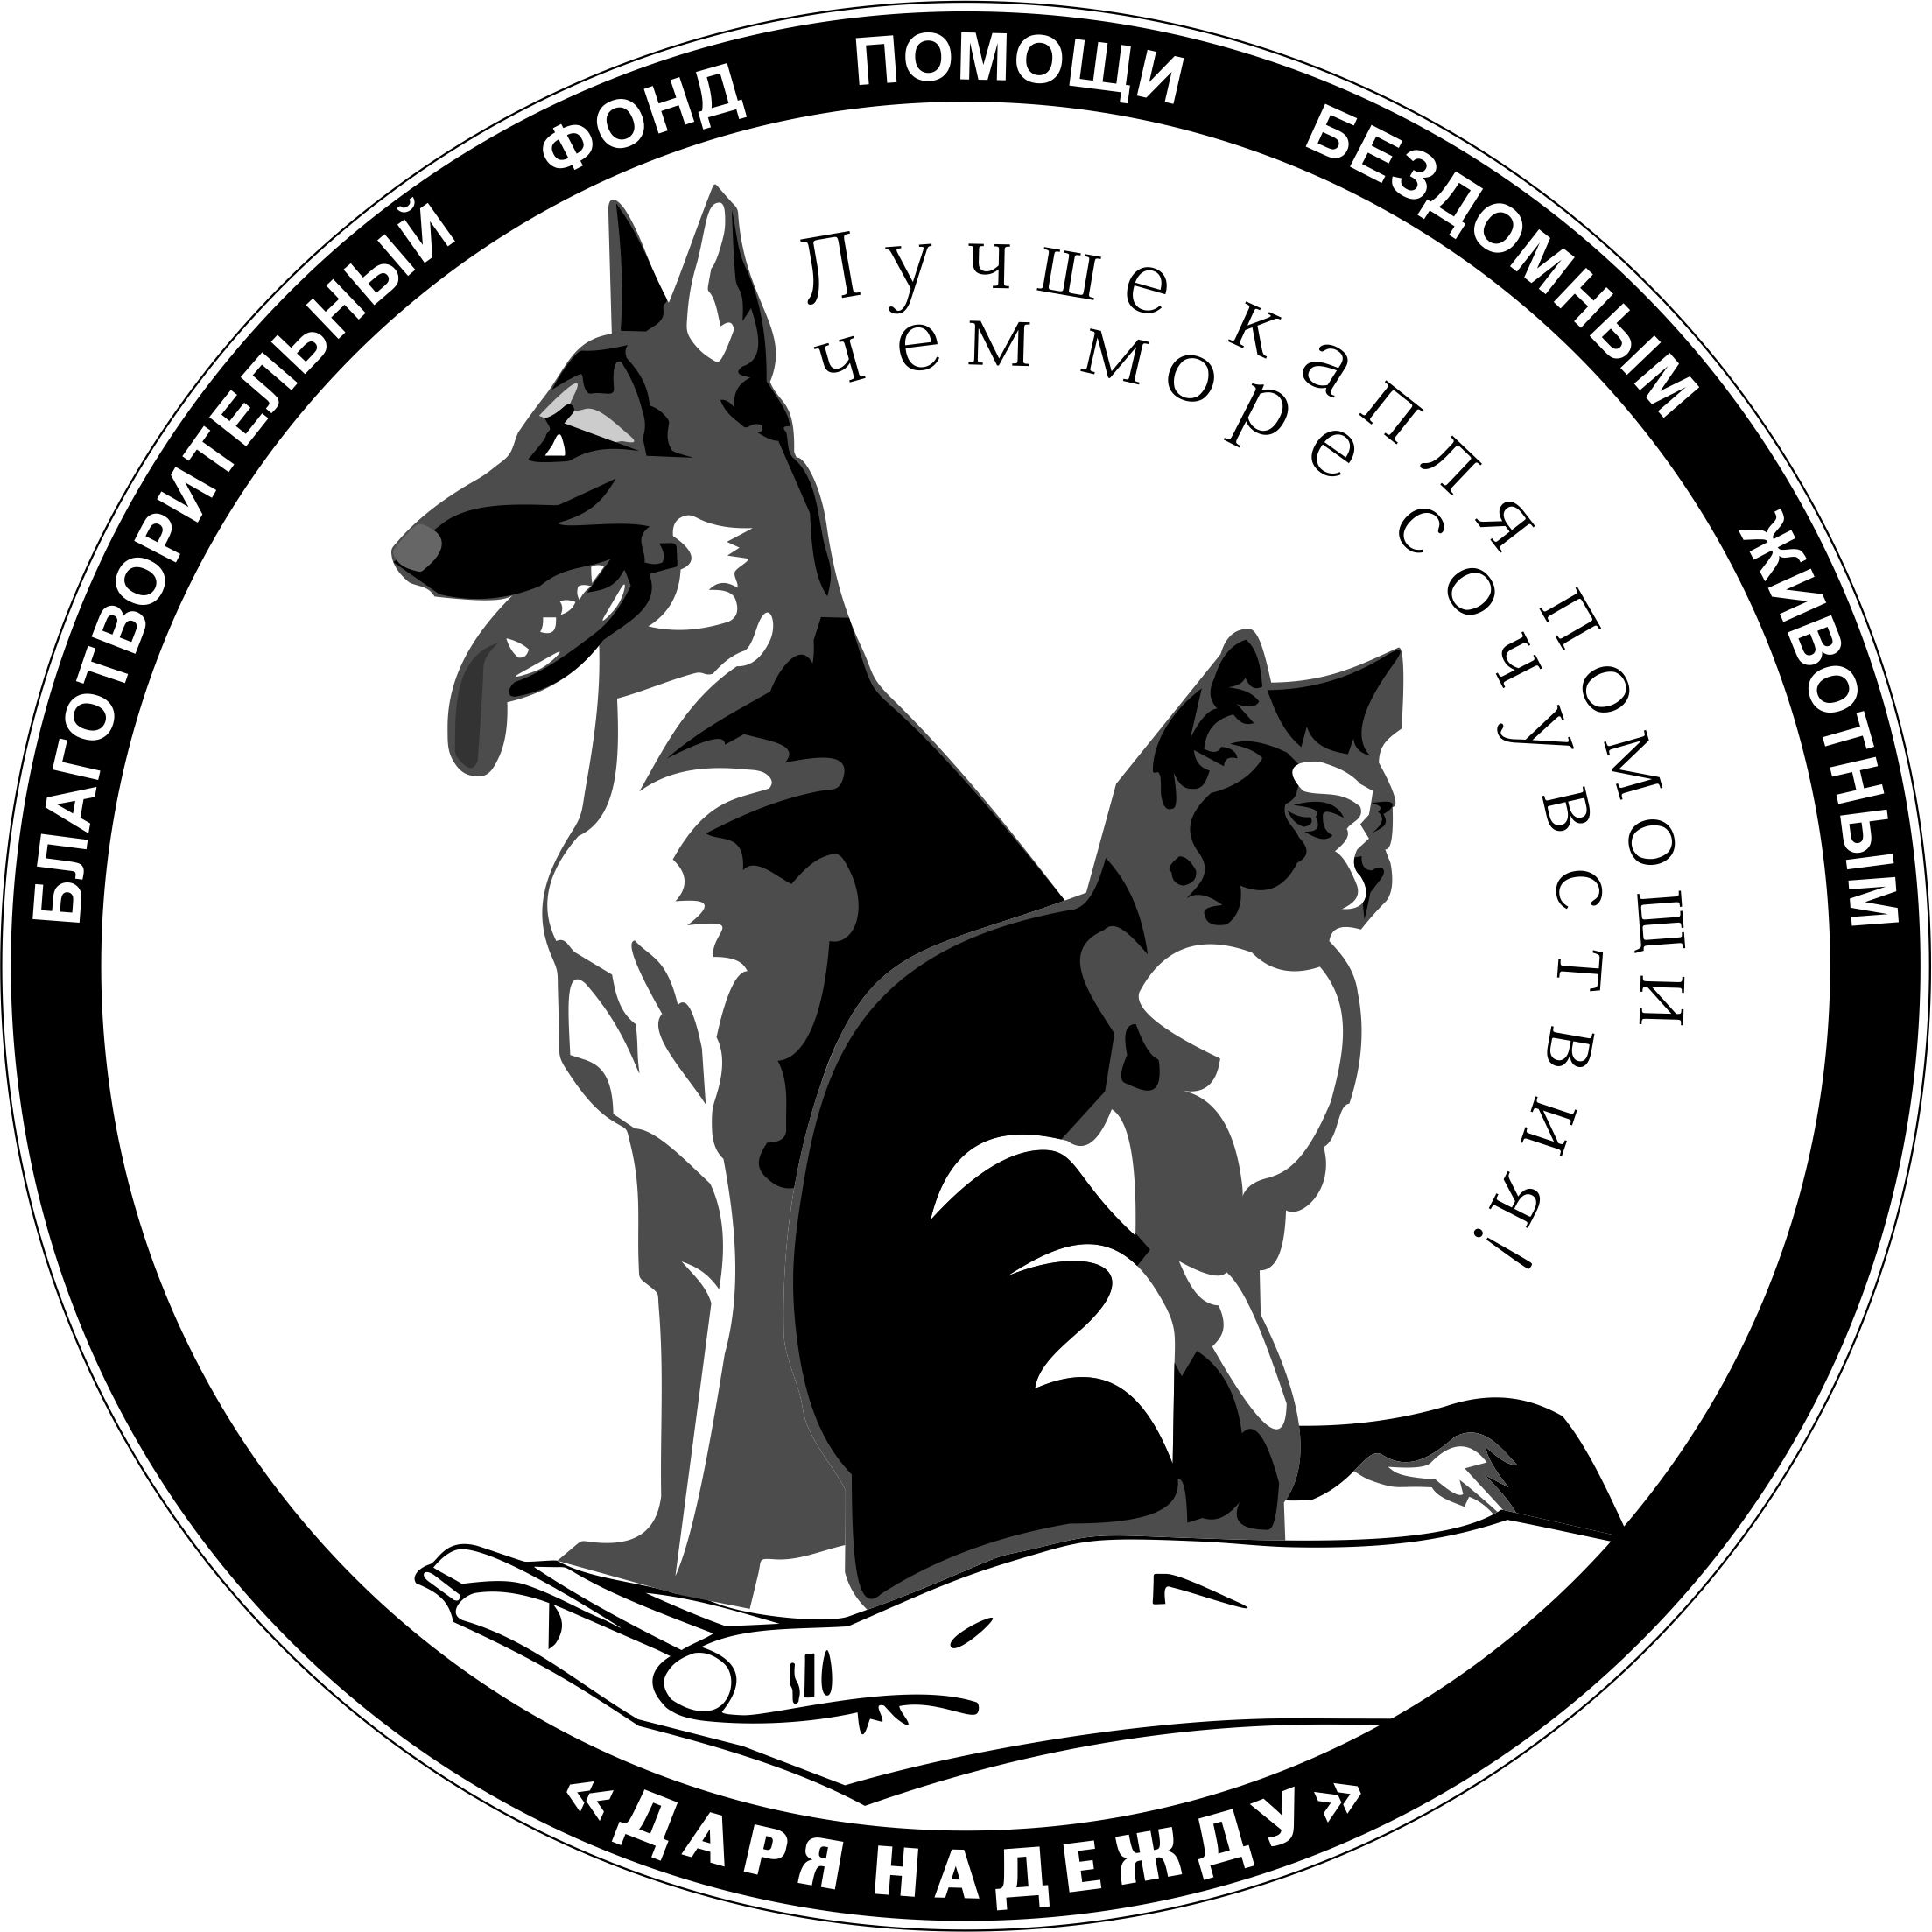 БЛАГОТВОРИТЕЛЬНЫЙ ФОНД ПОМОЩИ БЕЗДОМНЫМ ЖИВОТНЫМ
Лучше капля помощи
чем море сочувствия!
«ДАРЯ НАДЕЖДУ»